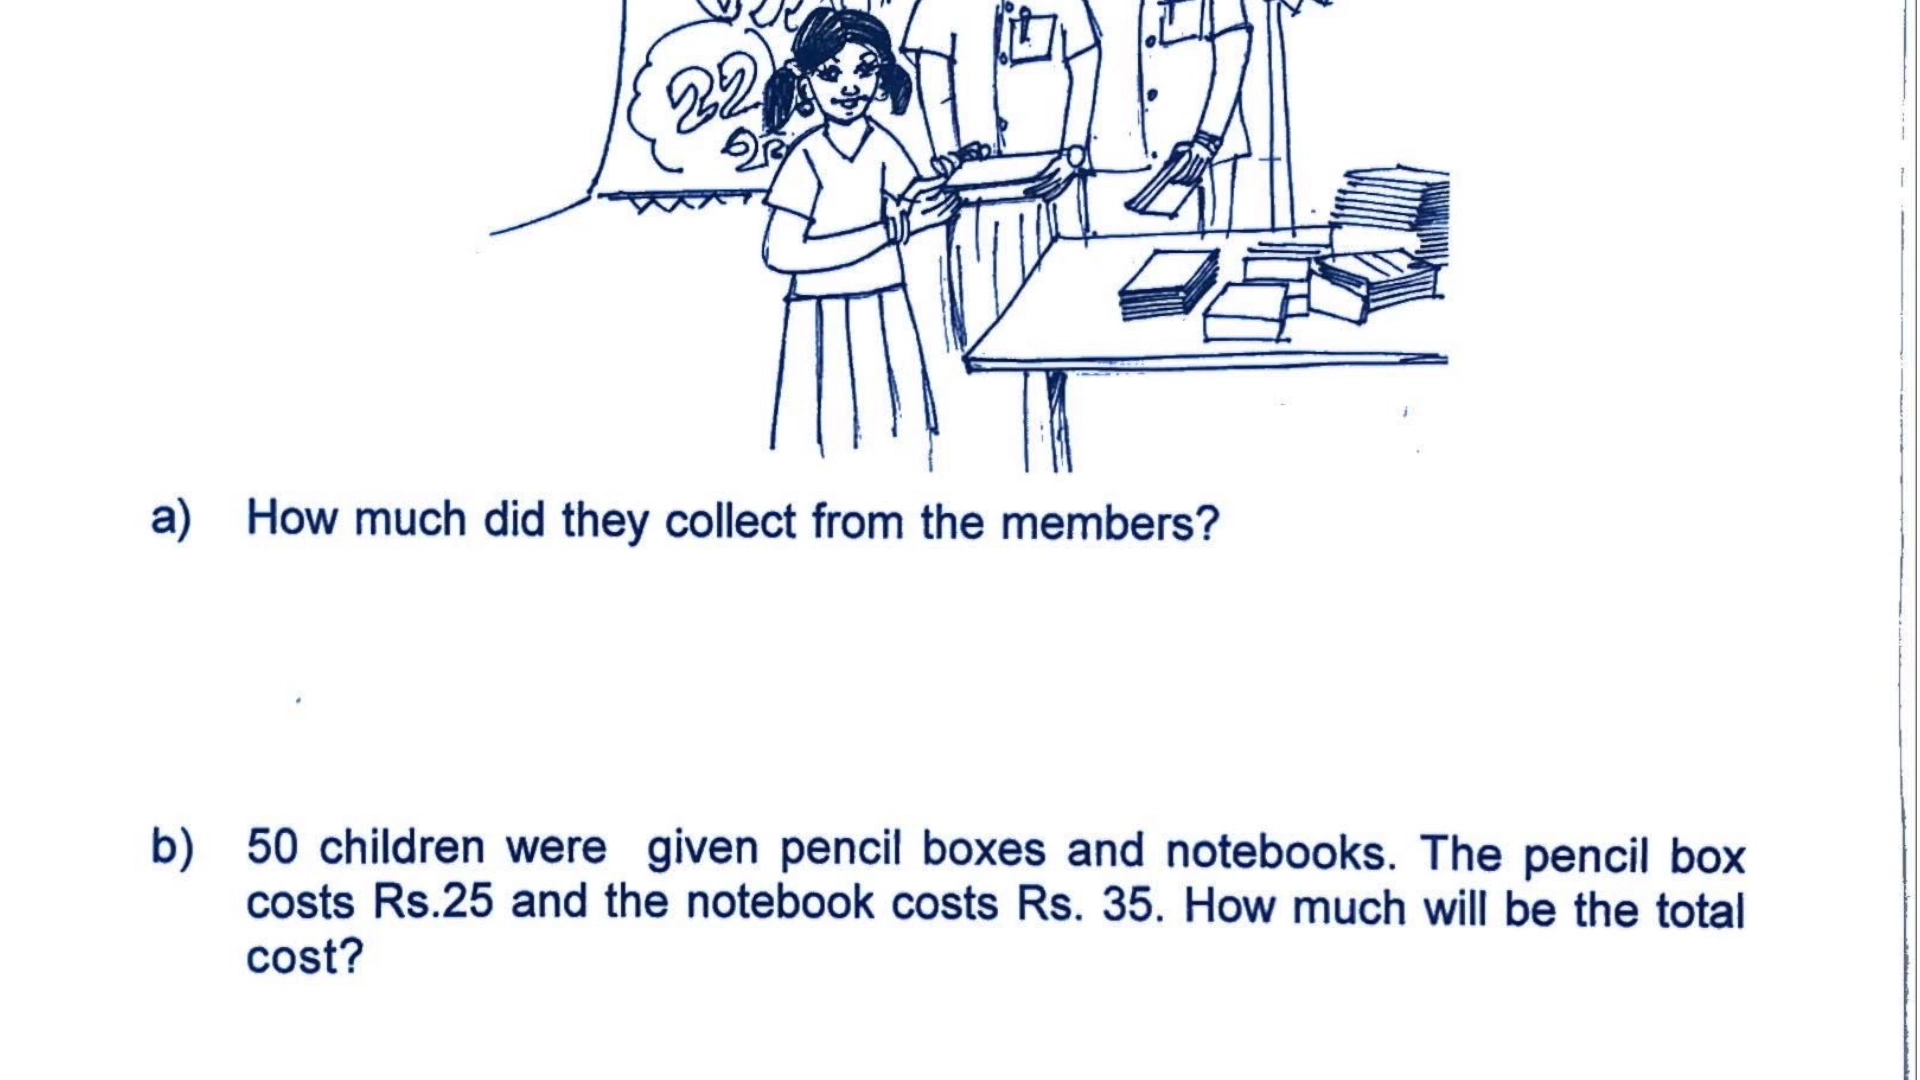 22
a) How much did they collect from the members?
b) 50 children were given pencil boxes and notebooks. The pencil box
costs Rs.25 and the notebook costs Rs. 35. How much will be the total
cost?